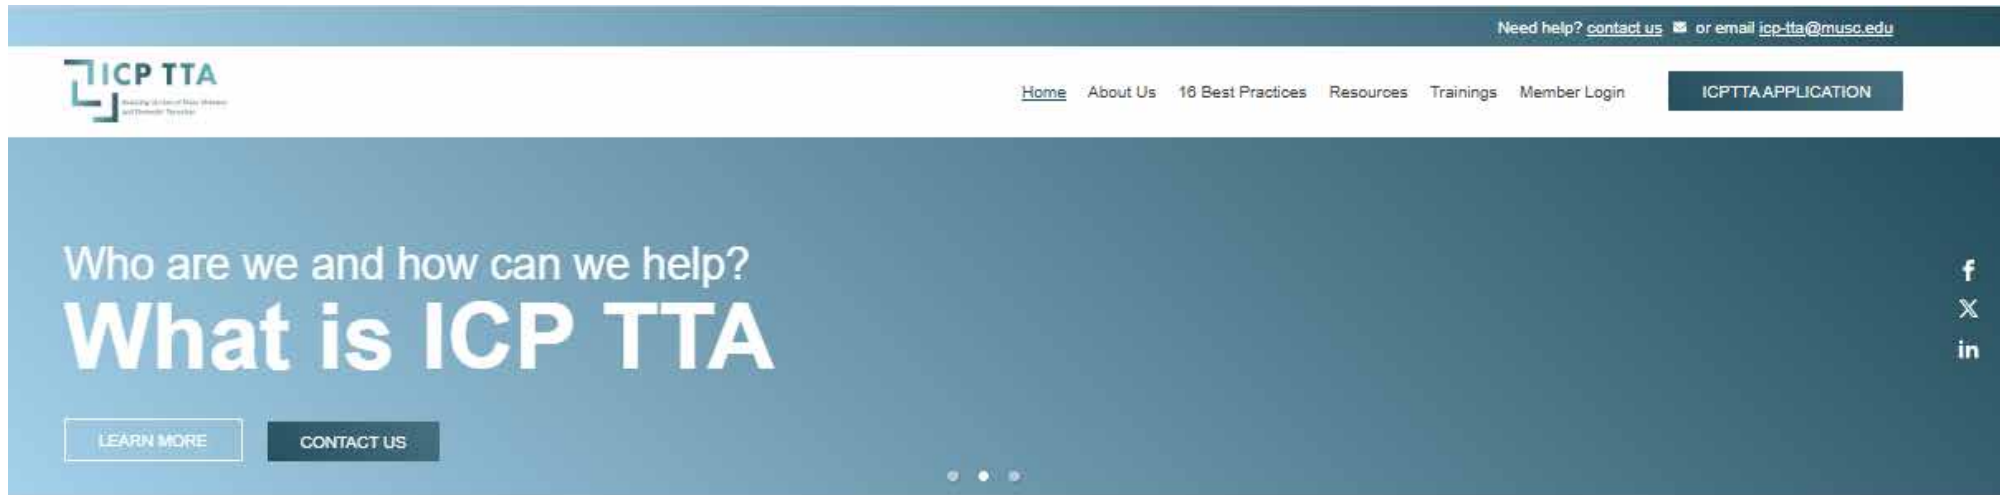 Need help? contact us or email icp-tta@musc.edu
ICP TTA
Home About Us 16 Best Practices Resources Trainings Member Login ICPTTA APPLICATION
Who are we and how can we help?
What is ICP TTA
LEARN MORE CONTACT US
f
X
in